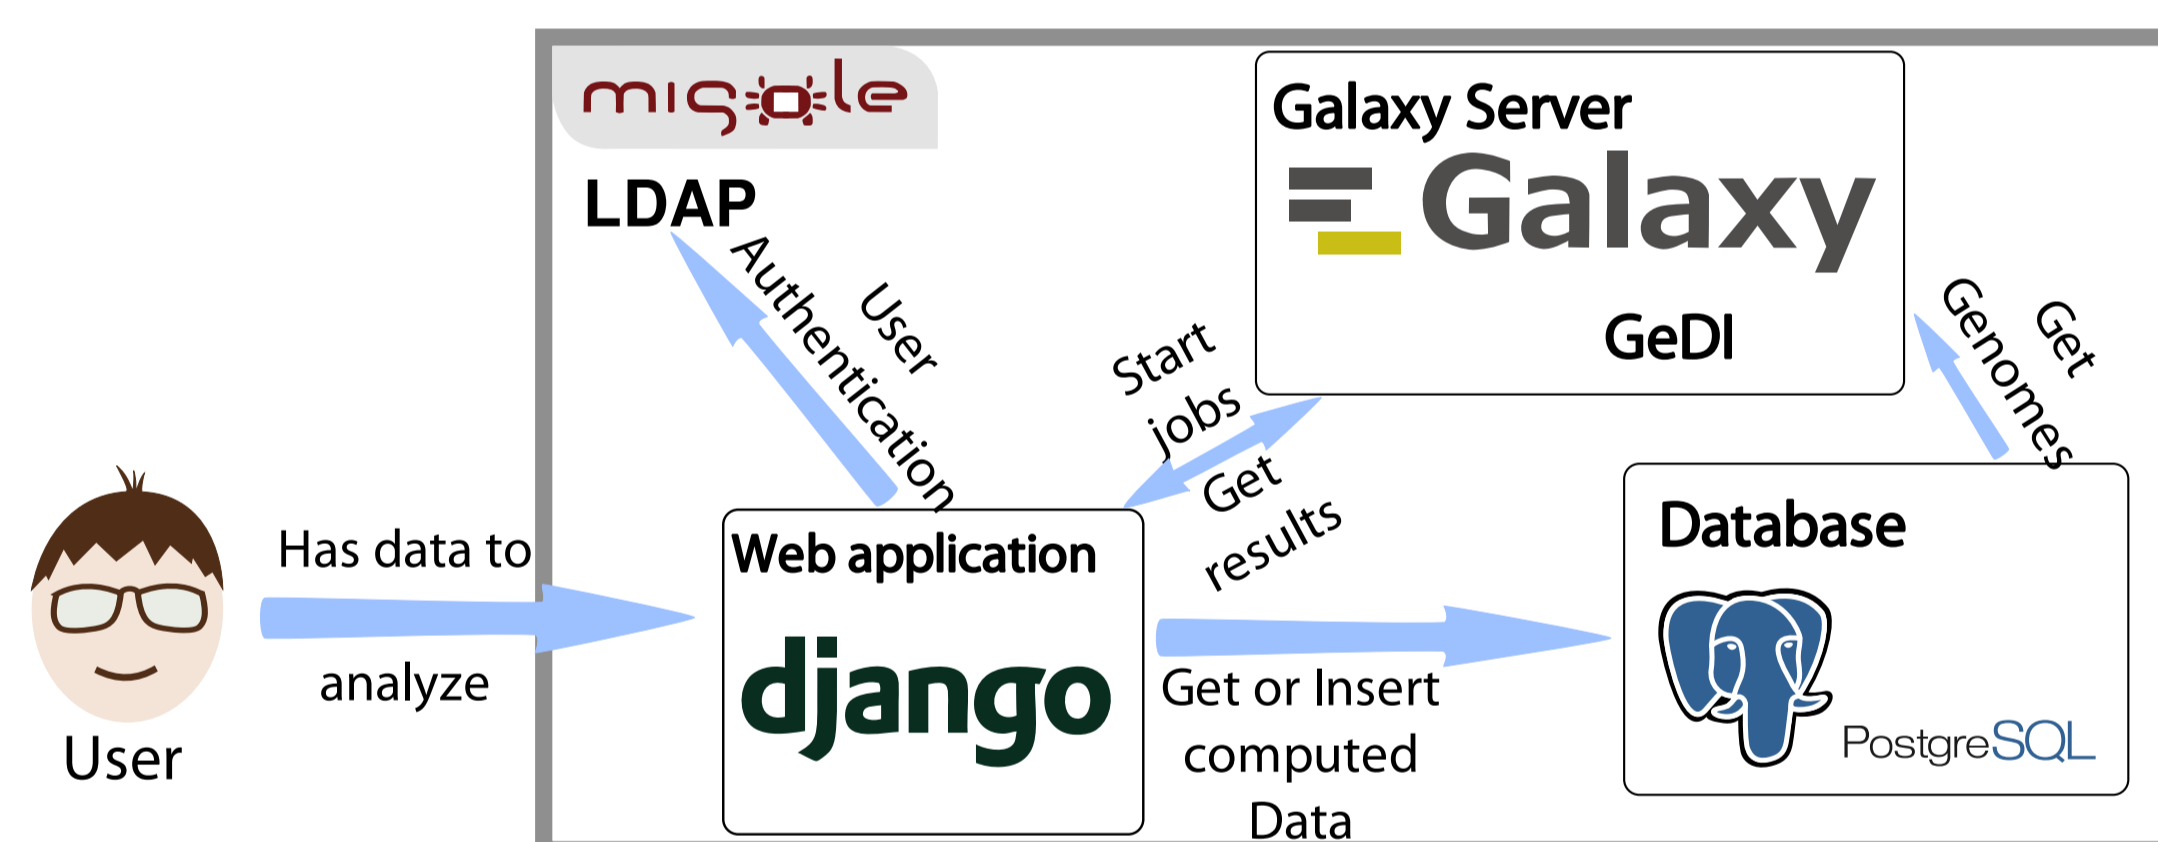 migale
LDAP
User
Authentication
Galaxy Server
Galaxy
GeDI
Start
jobs
Get
results
Get
Genomes
Has data to
analyze
User
Web application
django
Get or Insert
computed
Data
Database
PostgreSQL